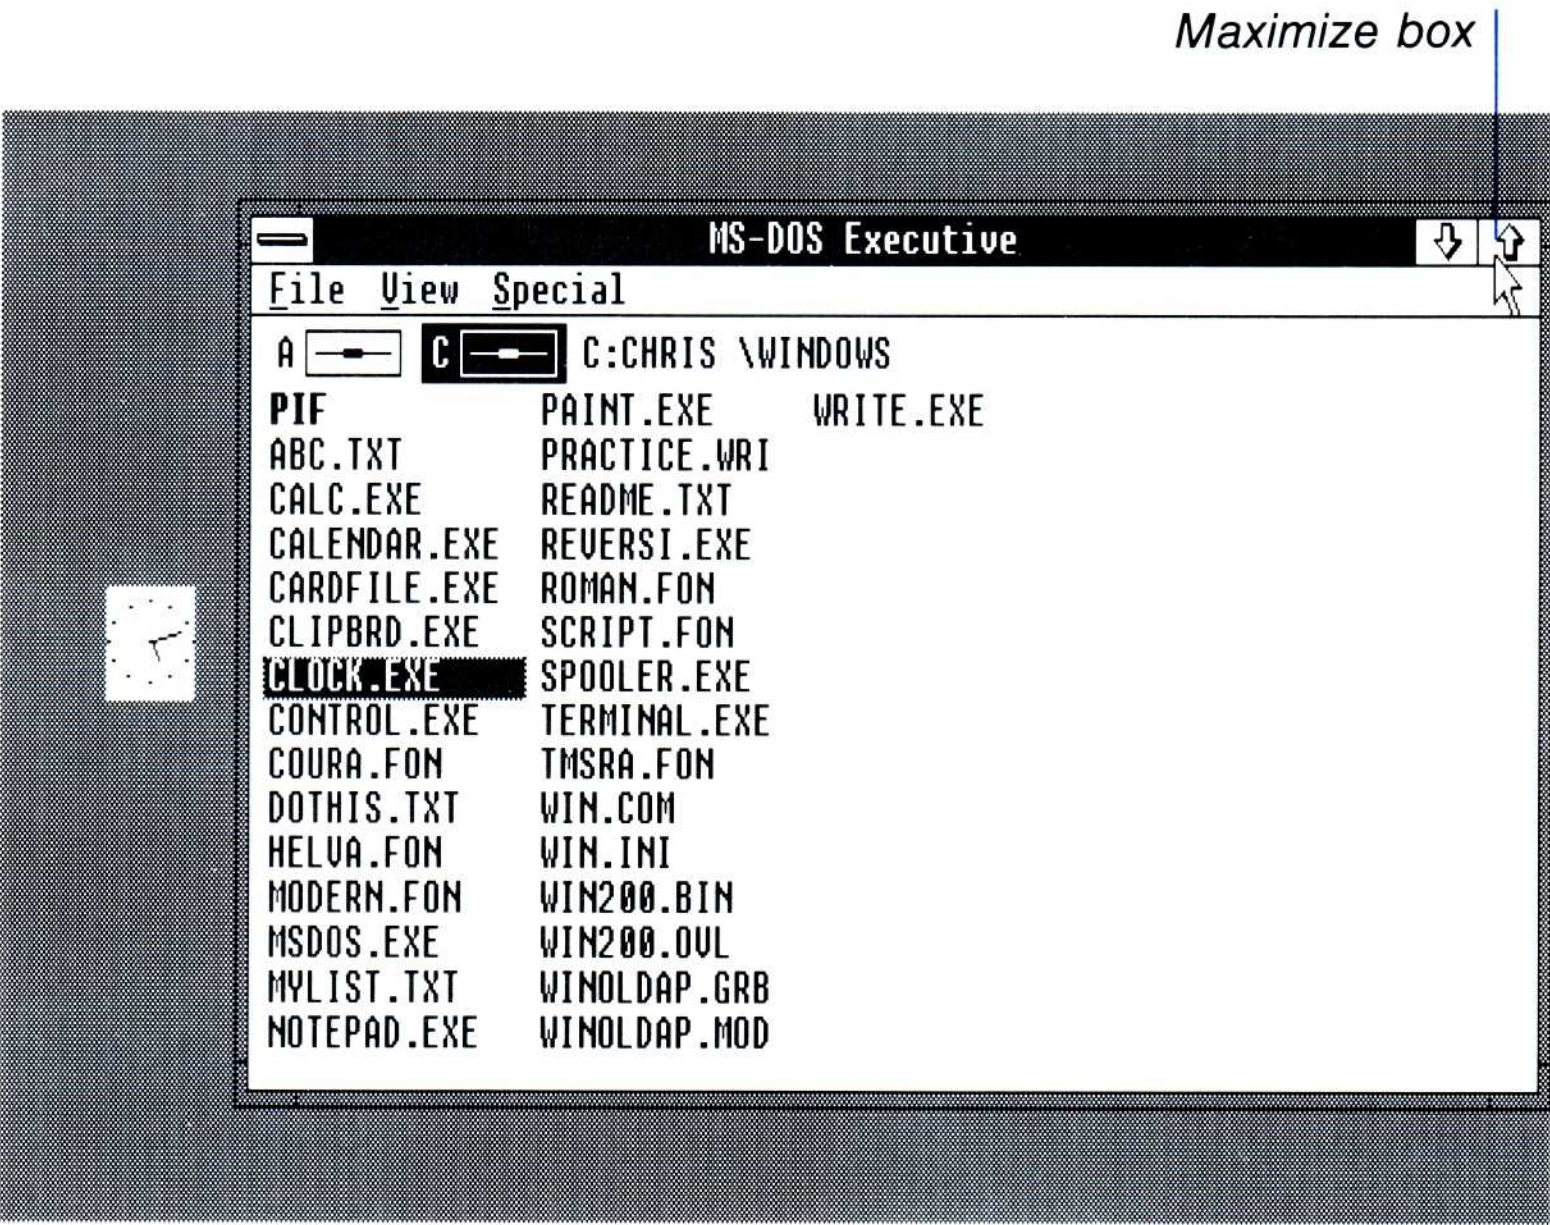 Maximize box
MS-DOS Executive
File View Special
A C C:CHRIS \WINDOWS
PIF PAINT.EXE WRITE.EXE
ABC.TXT PRACTICE.WRI
CALC.EXE README.TXT
CALENDAR.EXE REVERSI.EXE
CARDFILE.EXE ROMAN.FON
CLIPBRD.EXE SCRIPT.FON
CLOCK.EXE SPOOLER.EXE
CONTROL.EXE TERMINAL.EXE
COURA.FON TMSRA.FON
DOTHIS.TXT WIN.COM
HELVA.FON WIN.INI
MODERN.FON WIN200.BIN
MSDOS.EXE WIN200.OVL
MYLIST.TXT WINOLDAP.GRB
NOTEPAD.EXE WINOLDAP.MOD